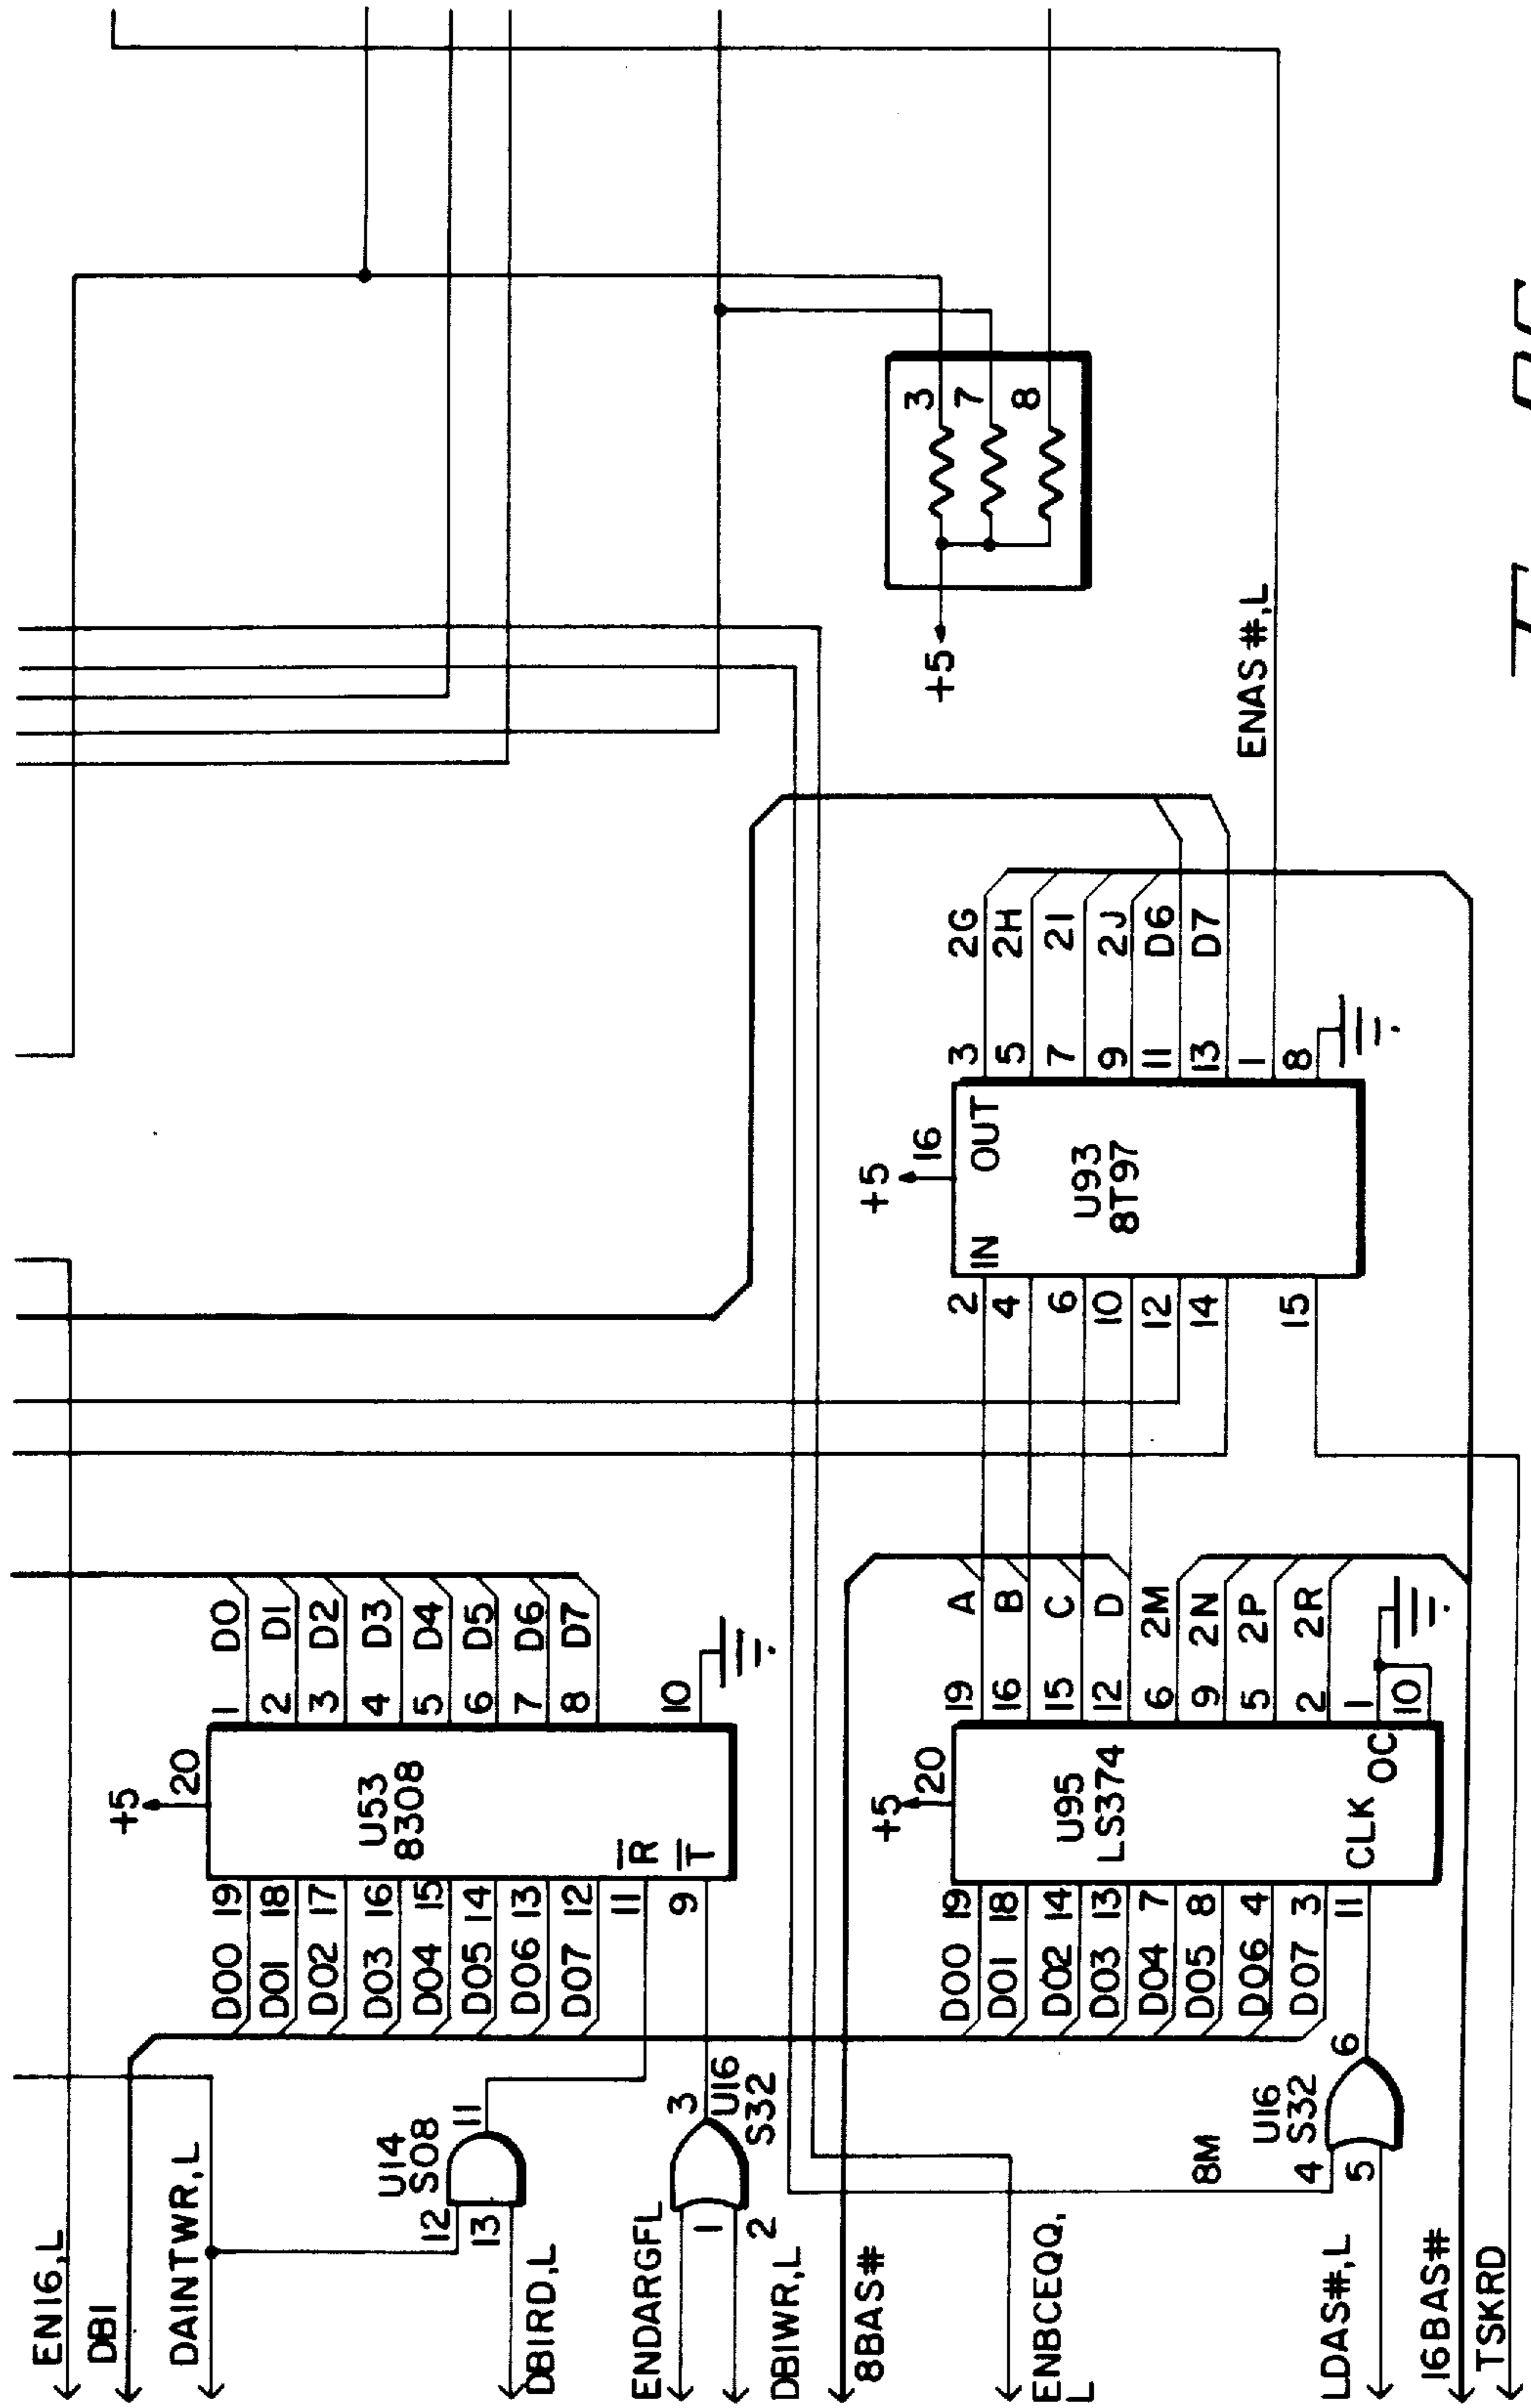 EN16,L
DB1
DAINTWR,L
U14
S08
12
13
11
DBIRD,L
ENDARGFL
1
2
3
U16
S32
DBIWR,L
+5
20
U53
8308
R
T
D00 19
D01 18
D02 17
D03 16
D04 15
D05 14
D06 13
D07 12
11
9
1 D0
2 D1
3 D2
4 D3
5 D4
6 D5
7 D6
8 D7
10
8BAS#
ENBCEQQ,
L
8M
U16
S32
4
5
6
LDAS#,L
16BAS#
TSKRD
+5
20
U95
LS374
CLK
OC
D00 19
D01 18
D02 14
D03 13
D04 7
D05 8
D06 4
D07 3
11
19 A
16 B
15 C
12 D
6 2M
9 2N
5 2P
2 2R
1
10
+5
16
IN
OUT
U93
8T97
2
4
6
10
12
14
15
3 2G
5 2H
7 2I
9 2J
11 D6
13 D7
1
8
ENAS#,L
+5
3
7
8